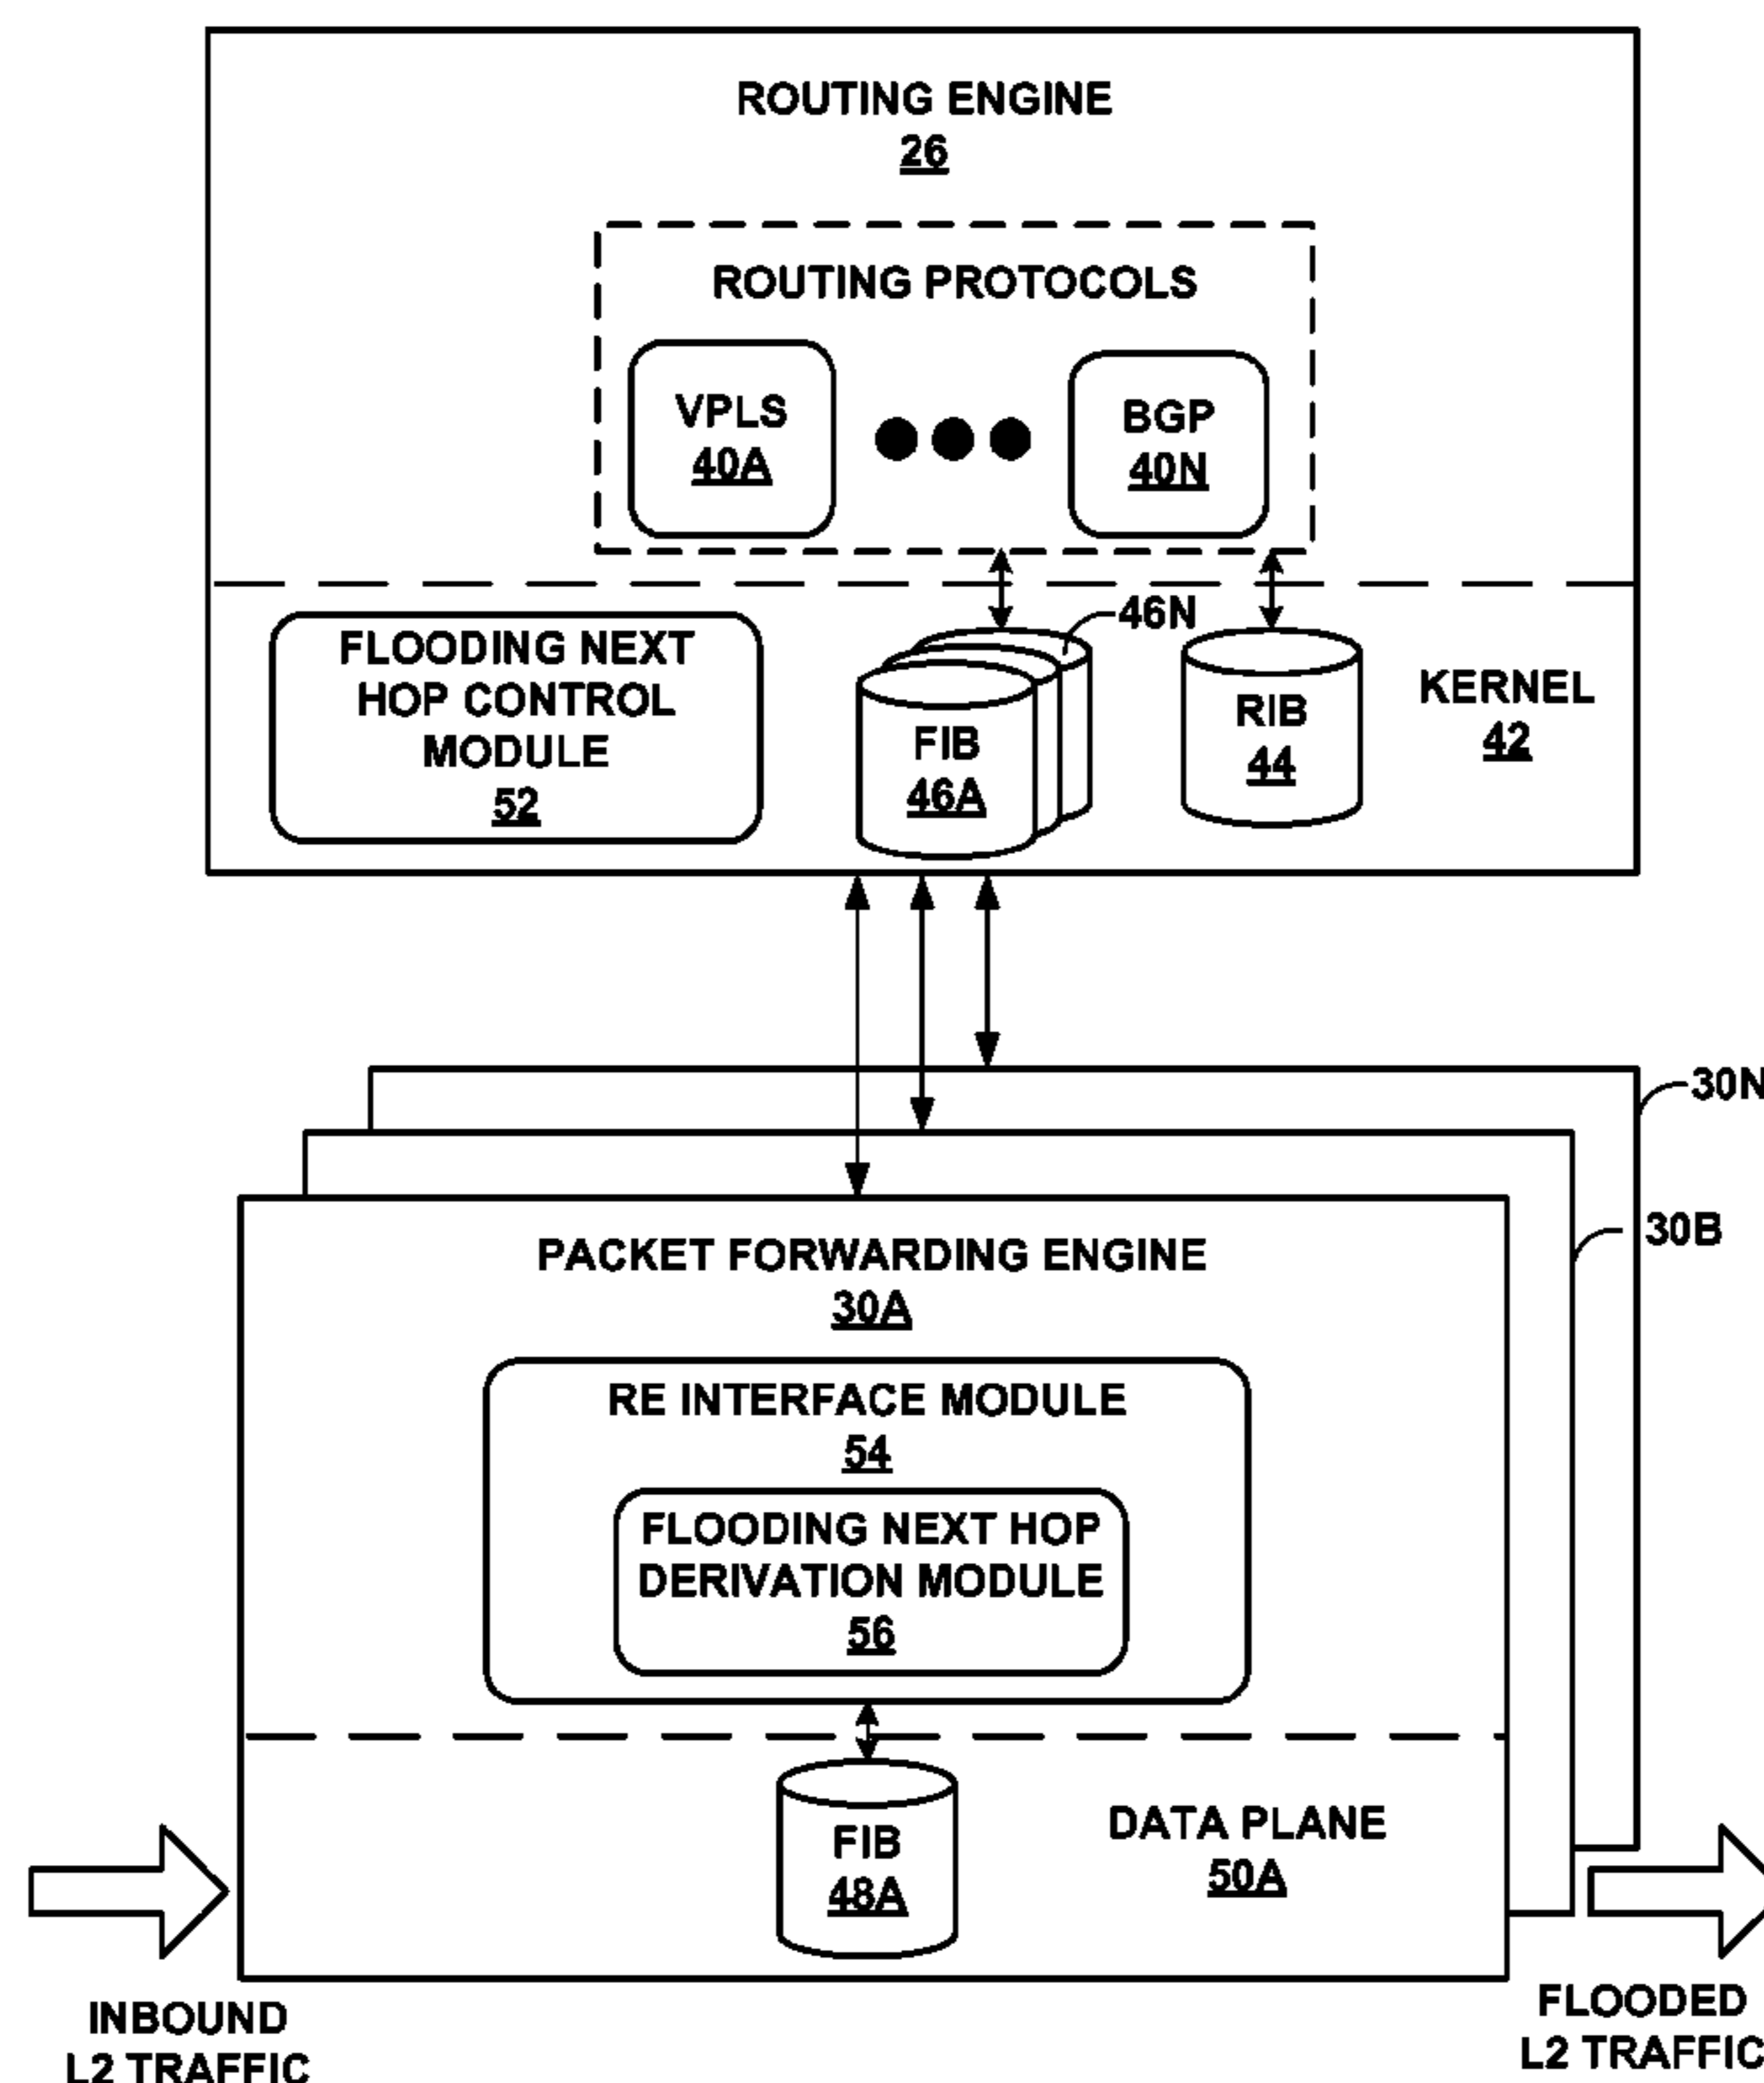 ROUTING ENGINE
26
ROUTING PROTOCOLS
VPLS
40A
BGP
40N
FLOODING NEXT
HOP CONTROL
MODULE
52
46N
FIB
46A
RIB
44
KERNEL
42
30N
30B
PACKET FORWARDING ENGINE
30A
RE INTERFACE MODULE
54
FLOODING NEXT HOP
DERIVATION MODULE
56
FIB
48A
DATA PLANE
50A
INBOUND
L2 TRAFFIC
FLOODED
L2 TRAFFIC